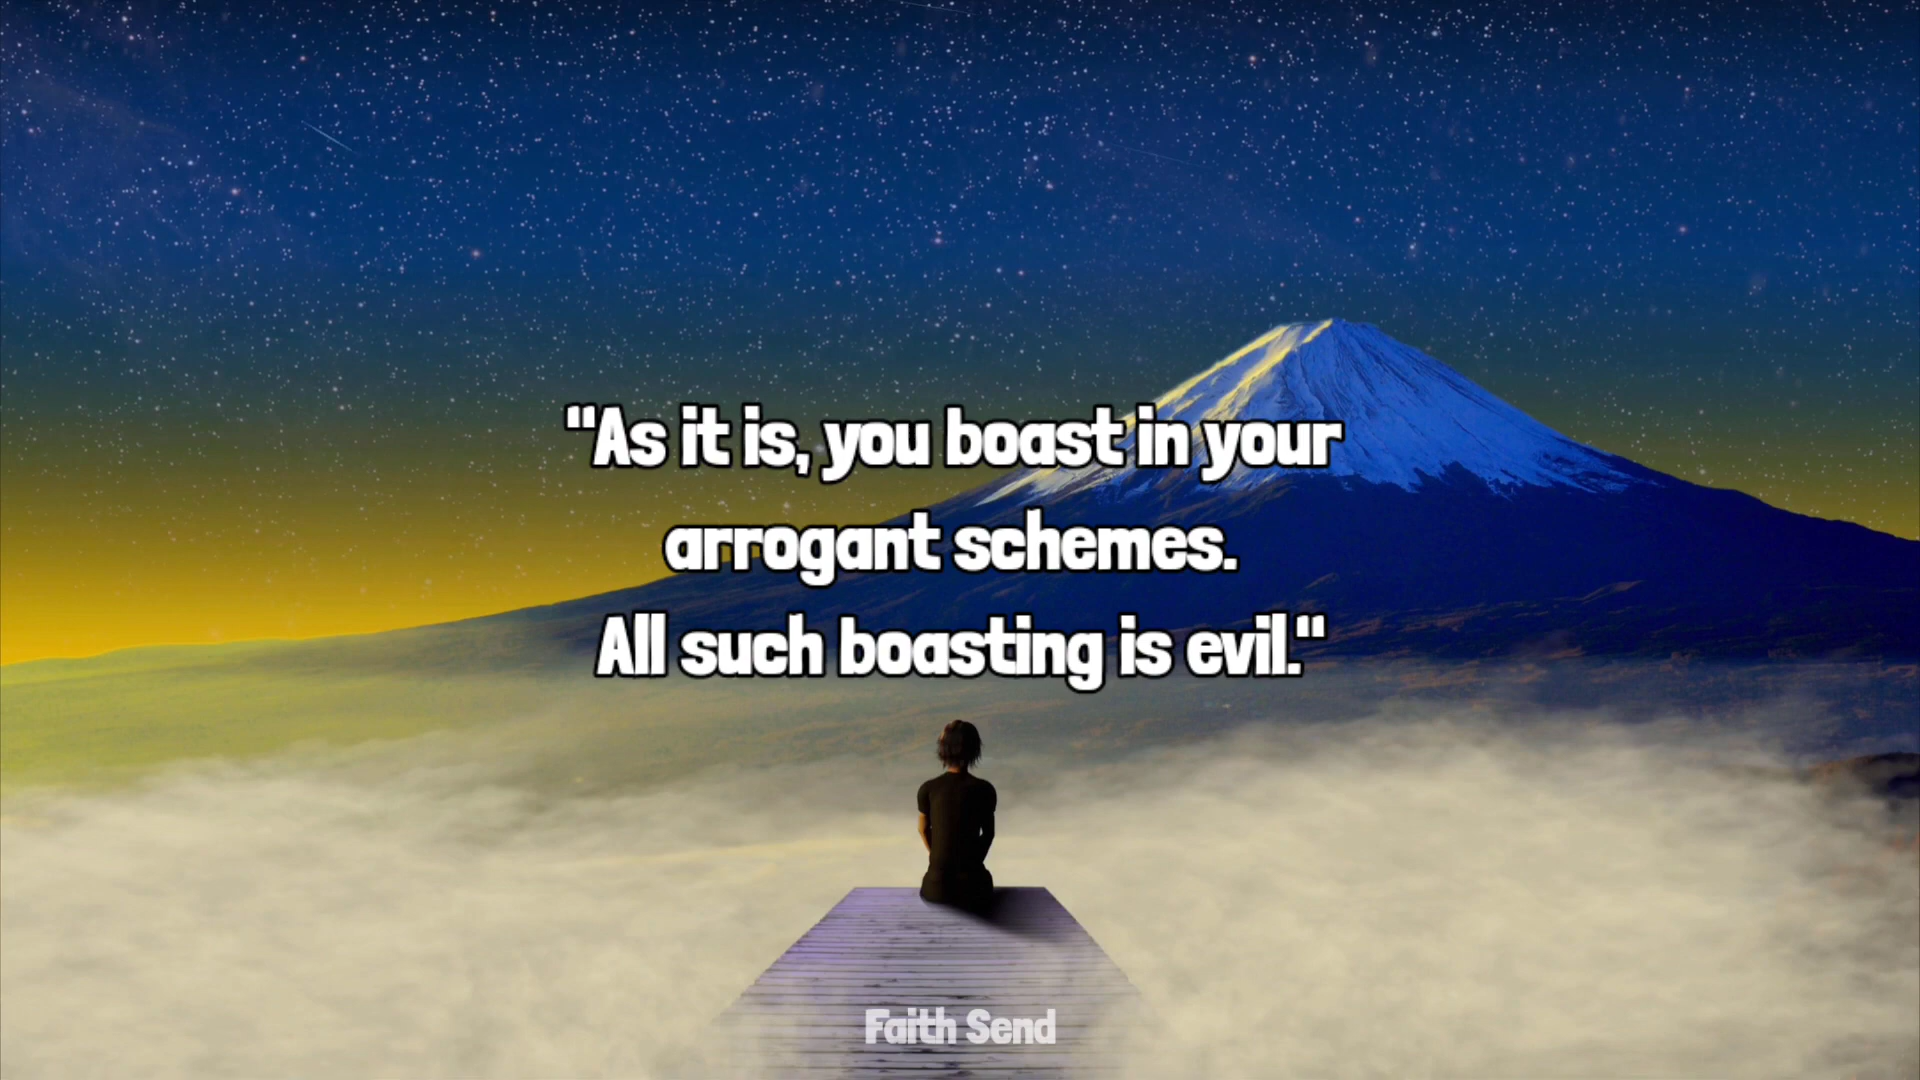 "As it is, you boast in your
arrogant schemes.
All such boasting is evil."
Faith Send